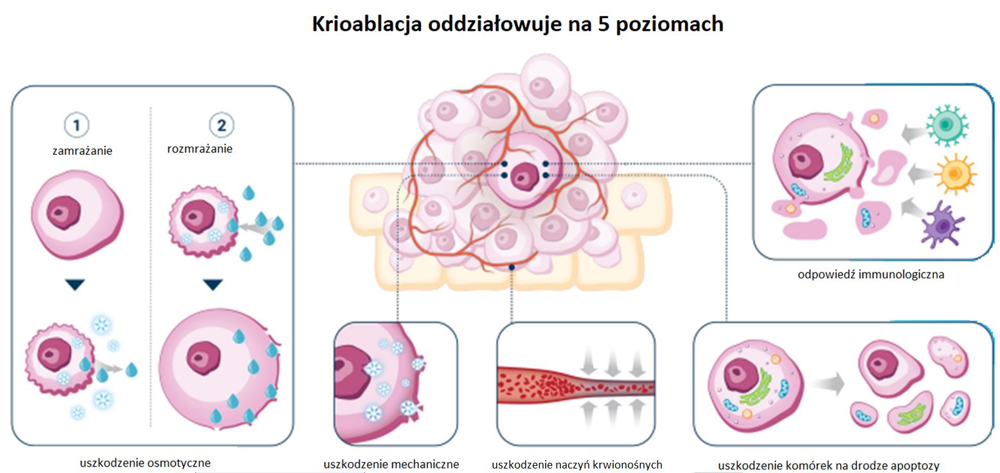 Krioablacja oddziałowuje na 5 poziomach
1
zamrażanie
2
rozmrażanie
uszkodzenie osmotyczne
uszkodzenie mechaniczne
uszkodzenie naczyń krwionośnych
odpowiedź immunologiczna
uszkodzenie komórek na drodze apoptozy